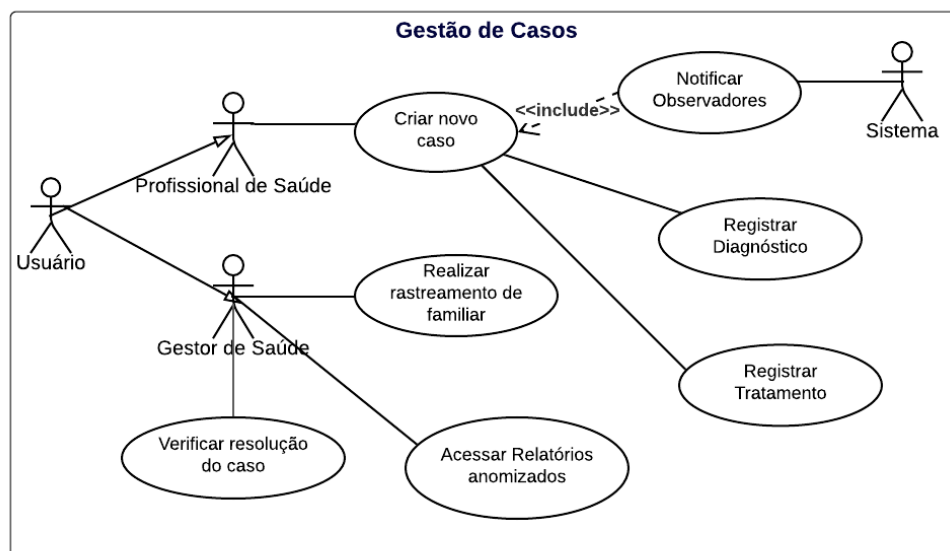 Gestão de Casos
Notificar
Observadores
<<include>>
Sistema
Criar novo
caso
Profissional de Saúde
Usuário
Registrar
Diagnóstico
Realizar
rastreamento de
familiar
Gestor de Saúde
Registrar
Tratamento
Verificar resolução
do caso
Acessar Relatórios
anomizados